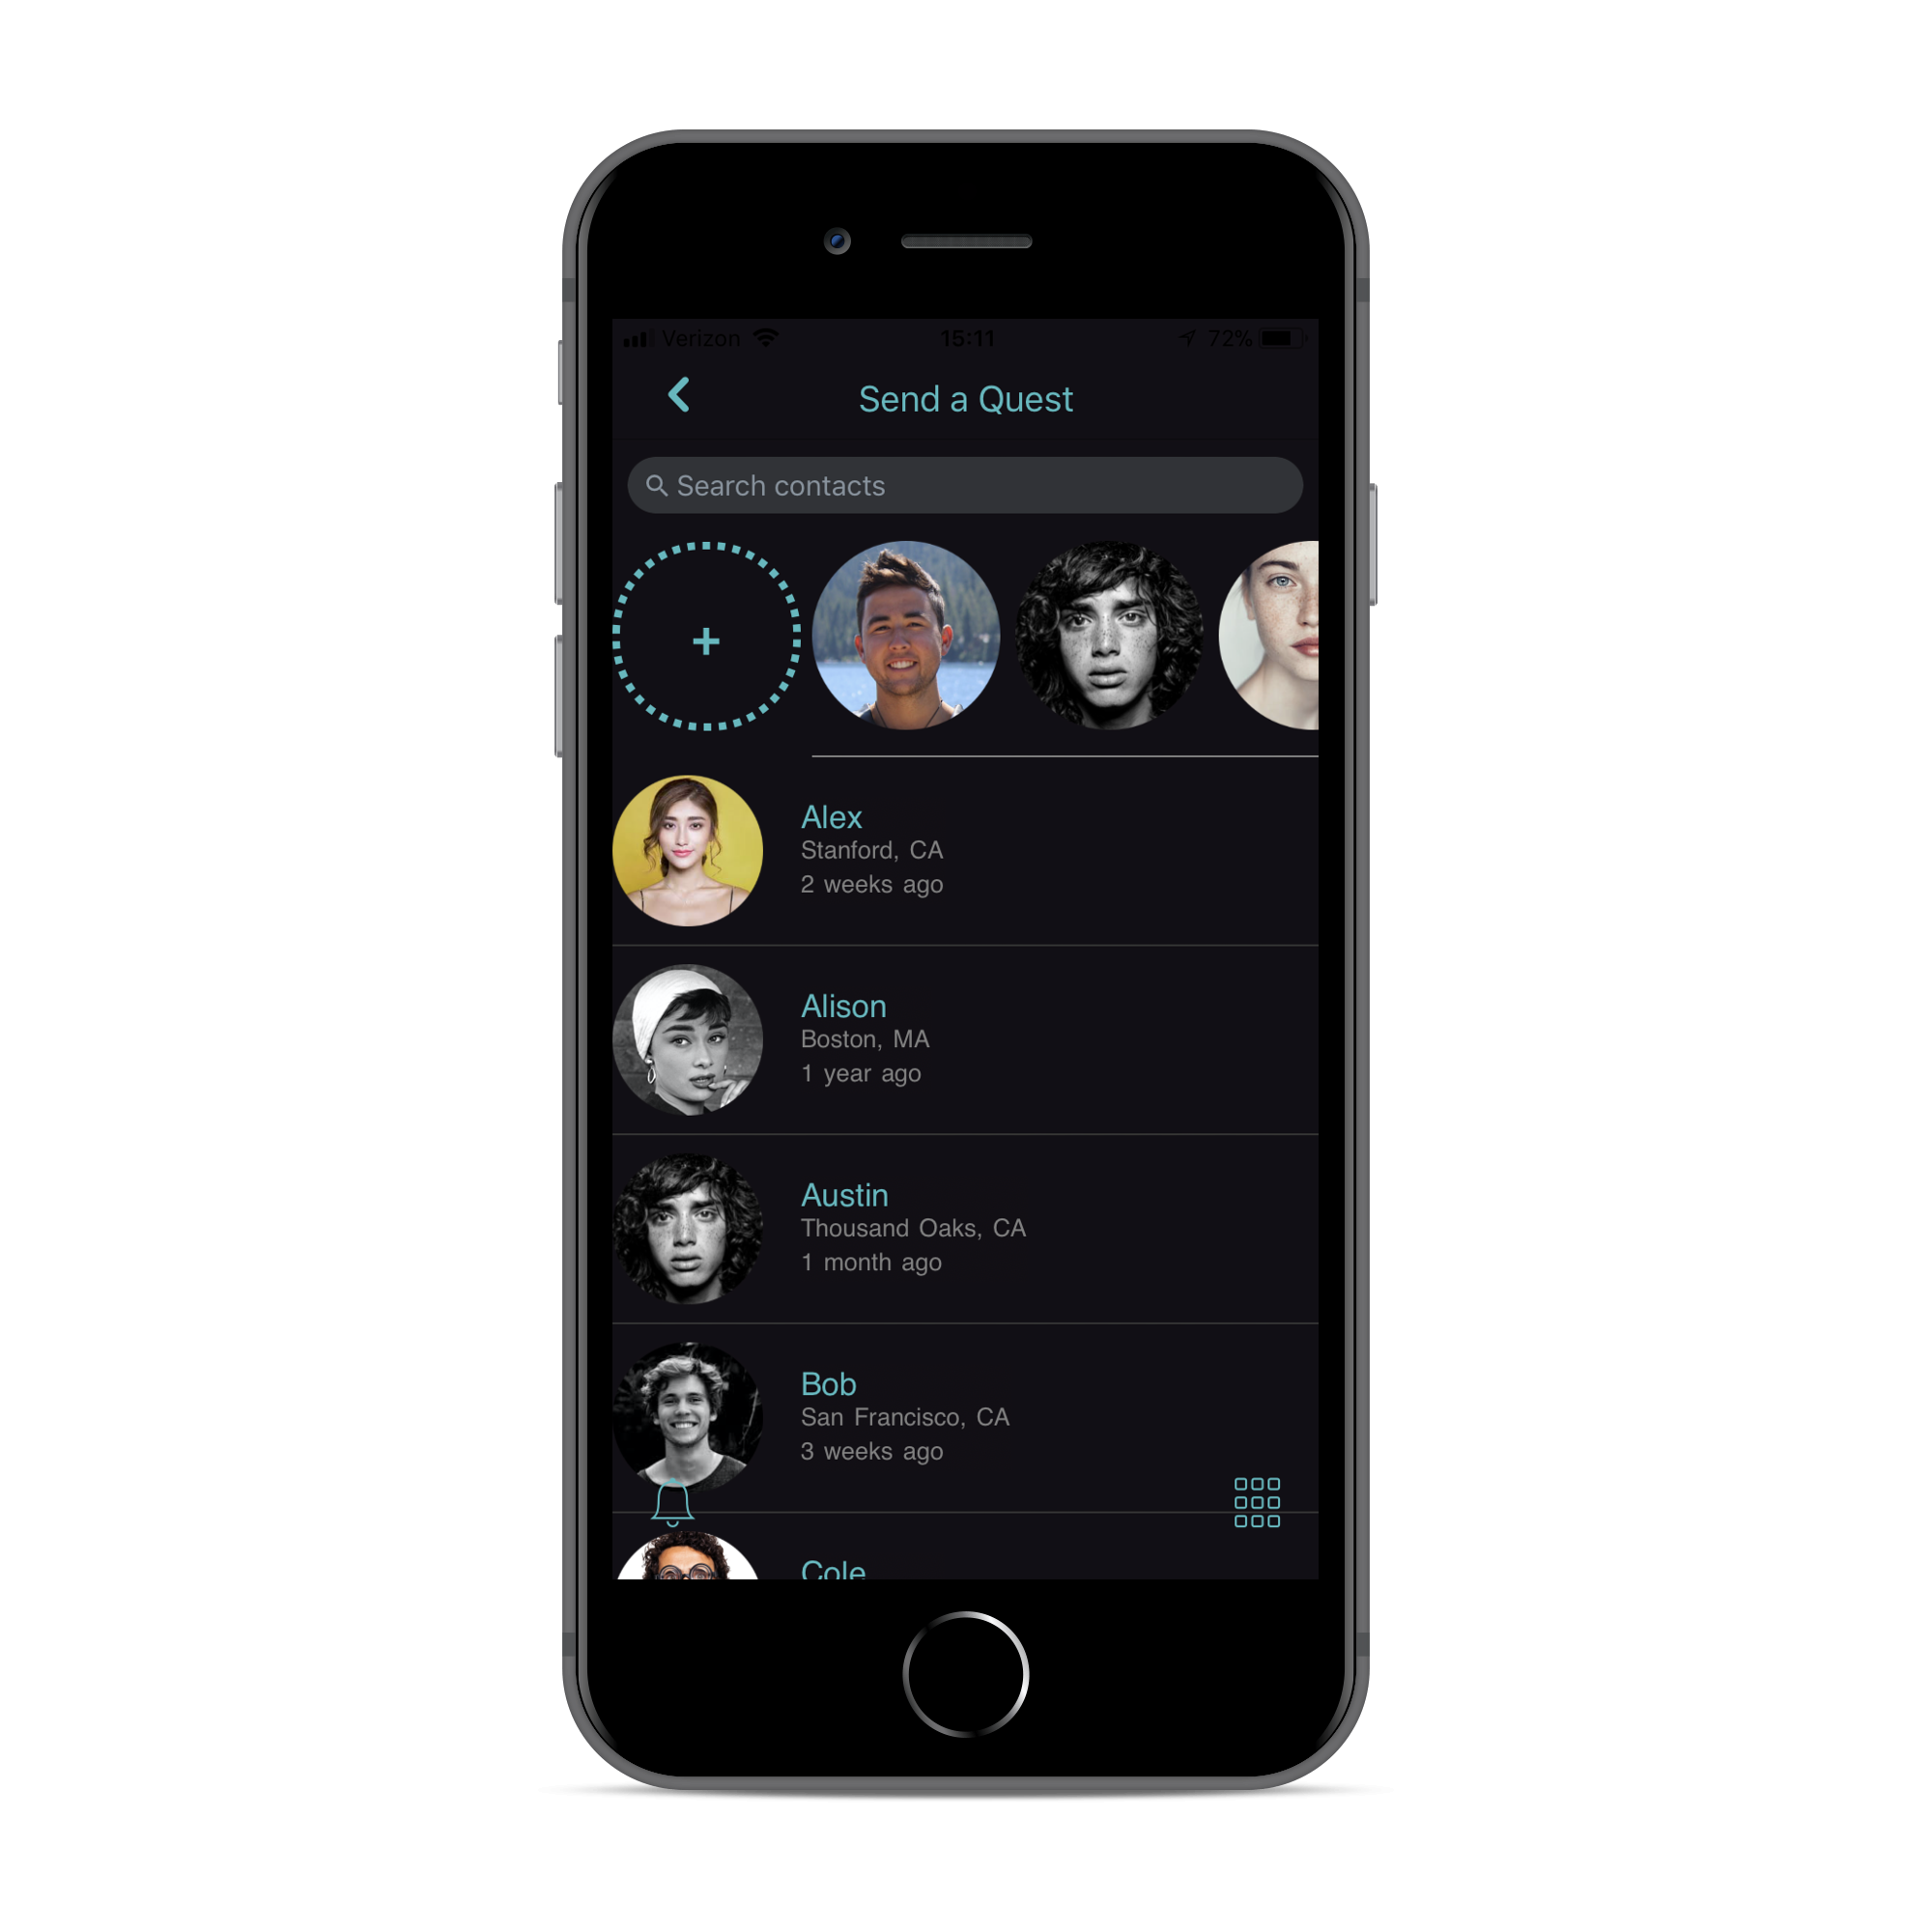 Verizon 15:11 72%
Send a Quest
Search contacts
+
Alex
Stanford, CA
2 weeks ago
Alison
Boston, MA
1 year ago
Austin
Thousand Oaks, CA
1 month ago
Bob
San Francisco, CA
3 weeks ago
Cole